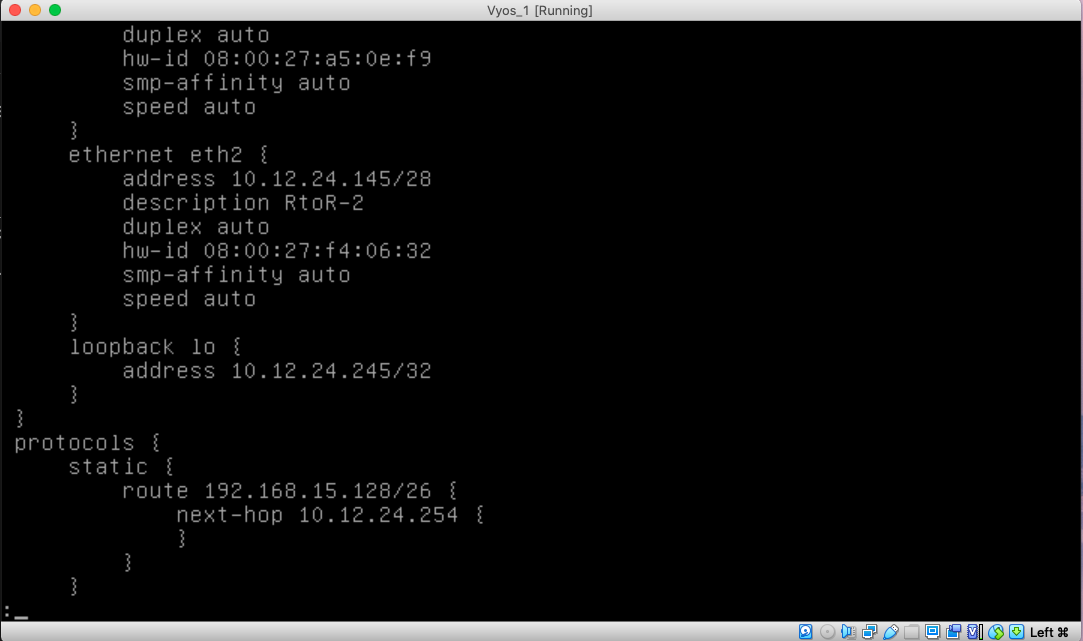 Vyos_1 [Running]
duplex auto
hw-id 08:00:27:a5:0e:f9
smp-affinity auto
speed auto
}
ethernet eth2 {
address 10.12.24.145/28
description RtoR-2
duplex auto
hw-id 08:00:27:f4:06:32
smp-affinity auto
speed auto
}
loopback lo {
address 10.12.24.245/32
}
}
protocols {
static {
route 192.168.15.128/26 {
next-hop 10.12.24.254 {
}
}
}
:_
Left ⌘